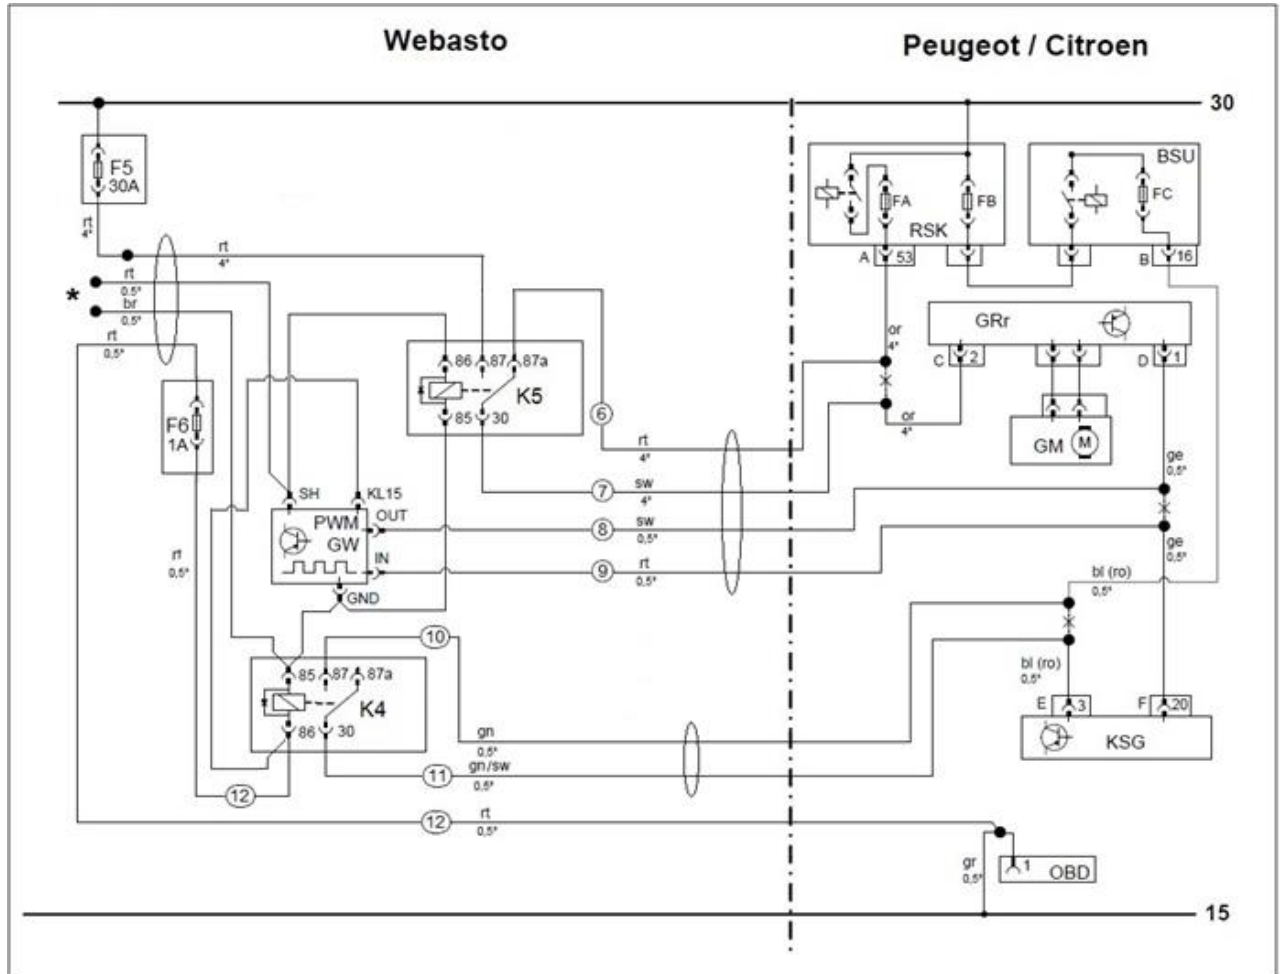 Webasto
Peugeot / Citroen
30
F5
30A
rt
4²
rt
4²
rt
0.5²
*
br
0,5²
rt
0,5²
F6
1A
rt
0,5²
86
87
87a
K5
85
30
SH
KL15
PWM
GW
OUT
IN
GND
6
rt
4²
7
sw
4²
8
sw
0,5²
9
rt
0,5²
10
85
87
87a
K4
86
30
gn
0,5²
11
gn/sw
0,5²
12
12
rt
0,5²
FA
FB
RSK
A
53
BSU
FC
B
16
or
4²
GRr
C
2
D
1
or
4²
GM
M
ge
0,5²
ge
0,5²
bl (ro)
0,5²
bl (ro)
0,5²
E
3
F
20
KSG
gr
0,5²
1
OBD
15